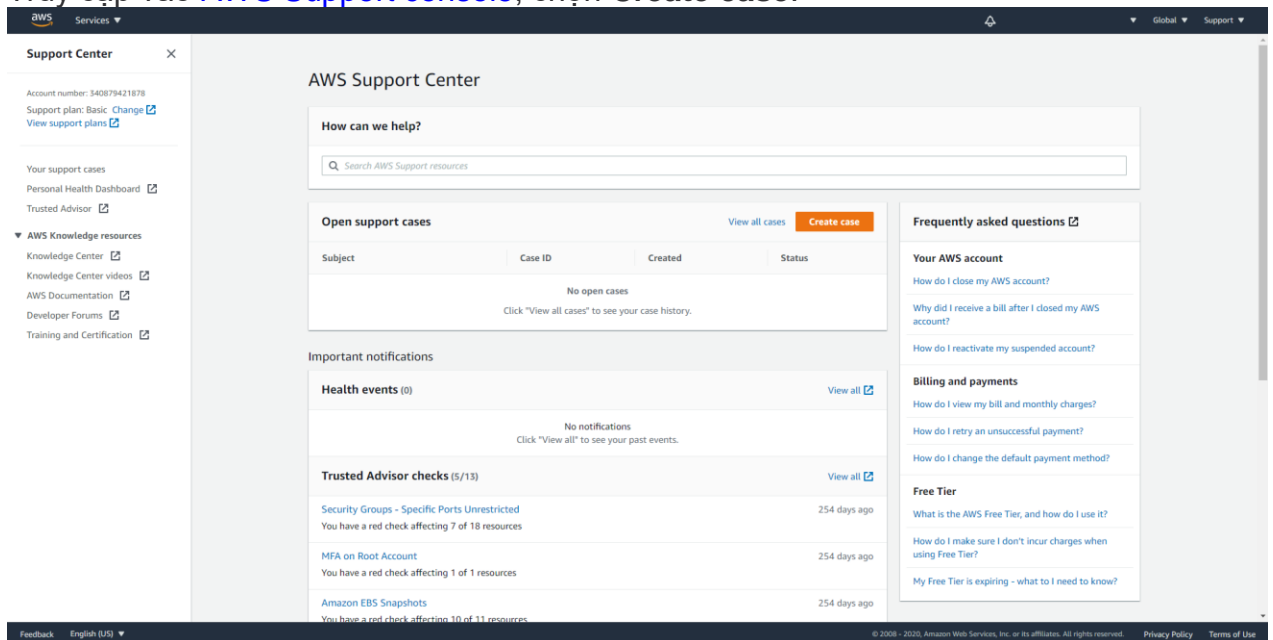 Truy cập vào AWS Support console, chọn Create case.
aws Services ▼ Global ▼ Support ▼
Support Center
Account number: 340879421878
Support plan: Basic Change
View support plans
Your support cases
Personal Health Dashboard
Trusted Advisor
▼ AWS Knowledge resources
Knowledge Center
Knowledge Center videos
AWS Documentation
Developer Forums
Training and Certification
AWS Support Center
How can we help?
Search AWS Support resources
Open support cases View all cases Create case
Subject Case ID Created Status
No open cases
Click "View all cases" to see your case history.
Important notifications
Health events (0) View all
No notifications
Click "View all" to see your past events.
Trusted Advisor checks (5/13) View all
Security Groups - Specific Ports Unrestricted 254 days ago
You have a red check affecting 7 of 18 resources
MFA on Root Account 254 days ago
You have a red check affecting 1 of 1 resources
Amazon EBS Snapshots 254 days ago
You have a red check affecting 10 of 11 resources
Frequently asked questions
Your AWS account
How do I close my AWS account?
Why did I receive a bill after I closed my AWS
account?
How do I reactivate my suspended account?
Billing and payments
How do I view my bill and monthly charges?
How do I retry an unsuccessful payment?
How do I change the default payment method?
Free Tier
What is the AWS Free Tier, and how do I use it?
How do I make sure I don't incur charges when
using Free Tier?
My Free Tier is expiring - what to I need to know?
Feedback English (US) ▼ © 2008 - 2020, Amazon Web Services, Inc. or its affiliates. All rights reserved. Privacy Policy Terms of Use